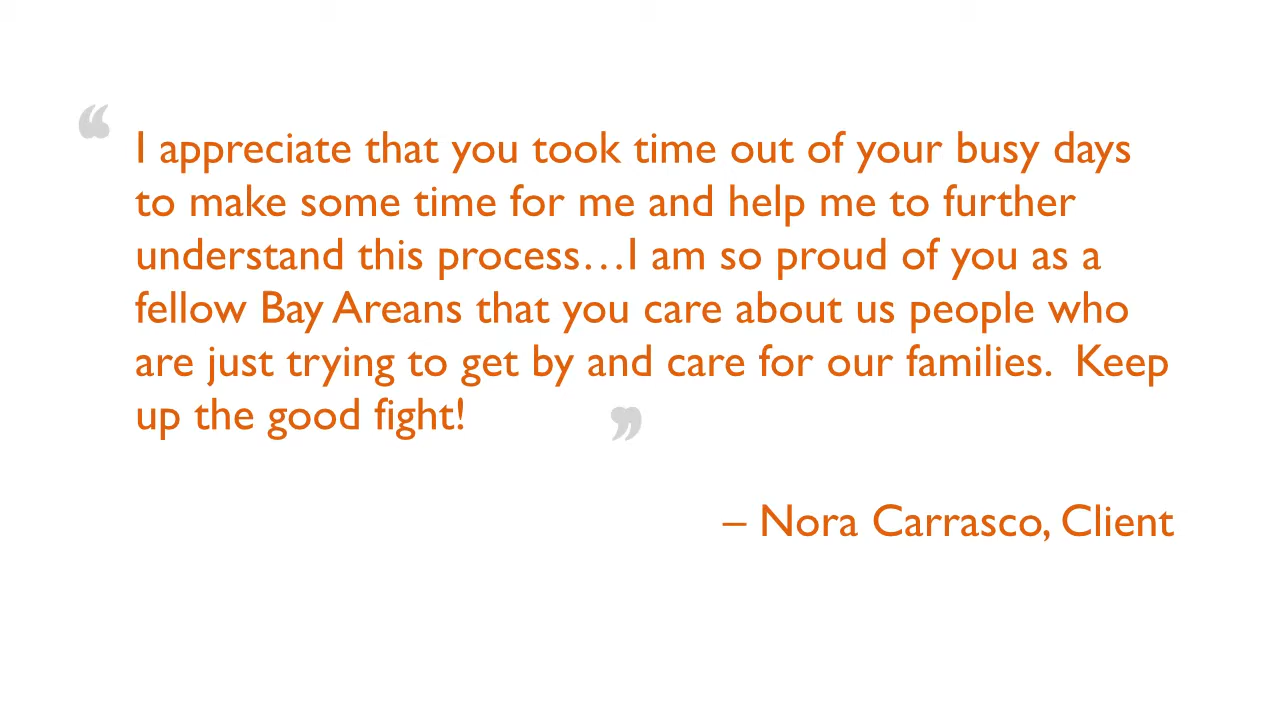 “I appreciate that you took time out of your busy days
to make some time for me and help me to further
understand this process…I am so proud of you as a
fellow Bay Areans that you care about us people who
are just trying to get by and care for our families.  Keep
up the good fight! ”
– Nora Carrasco, Client